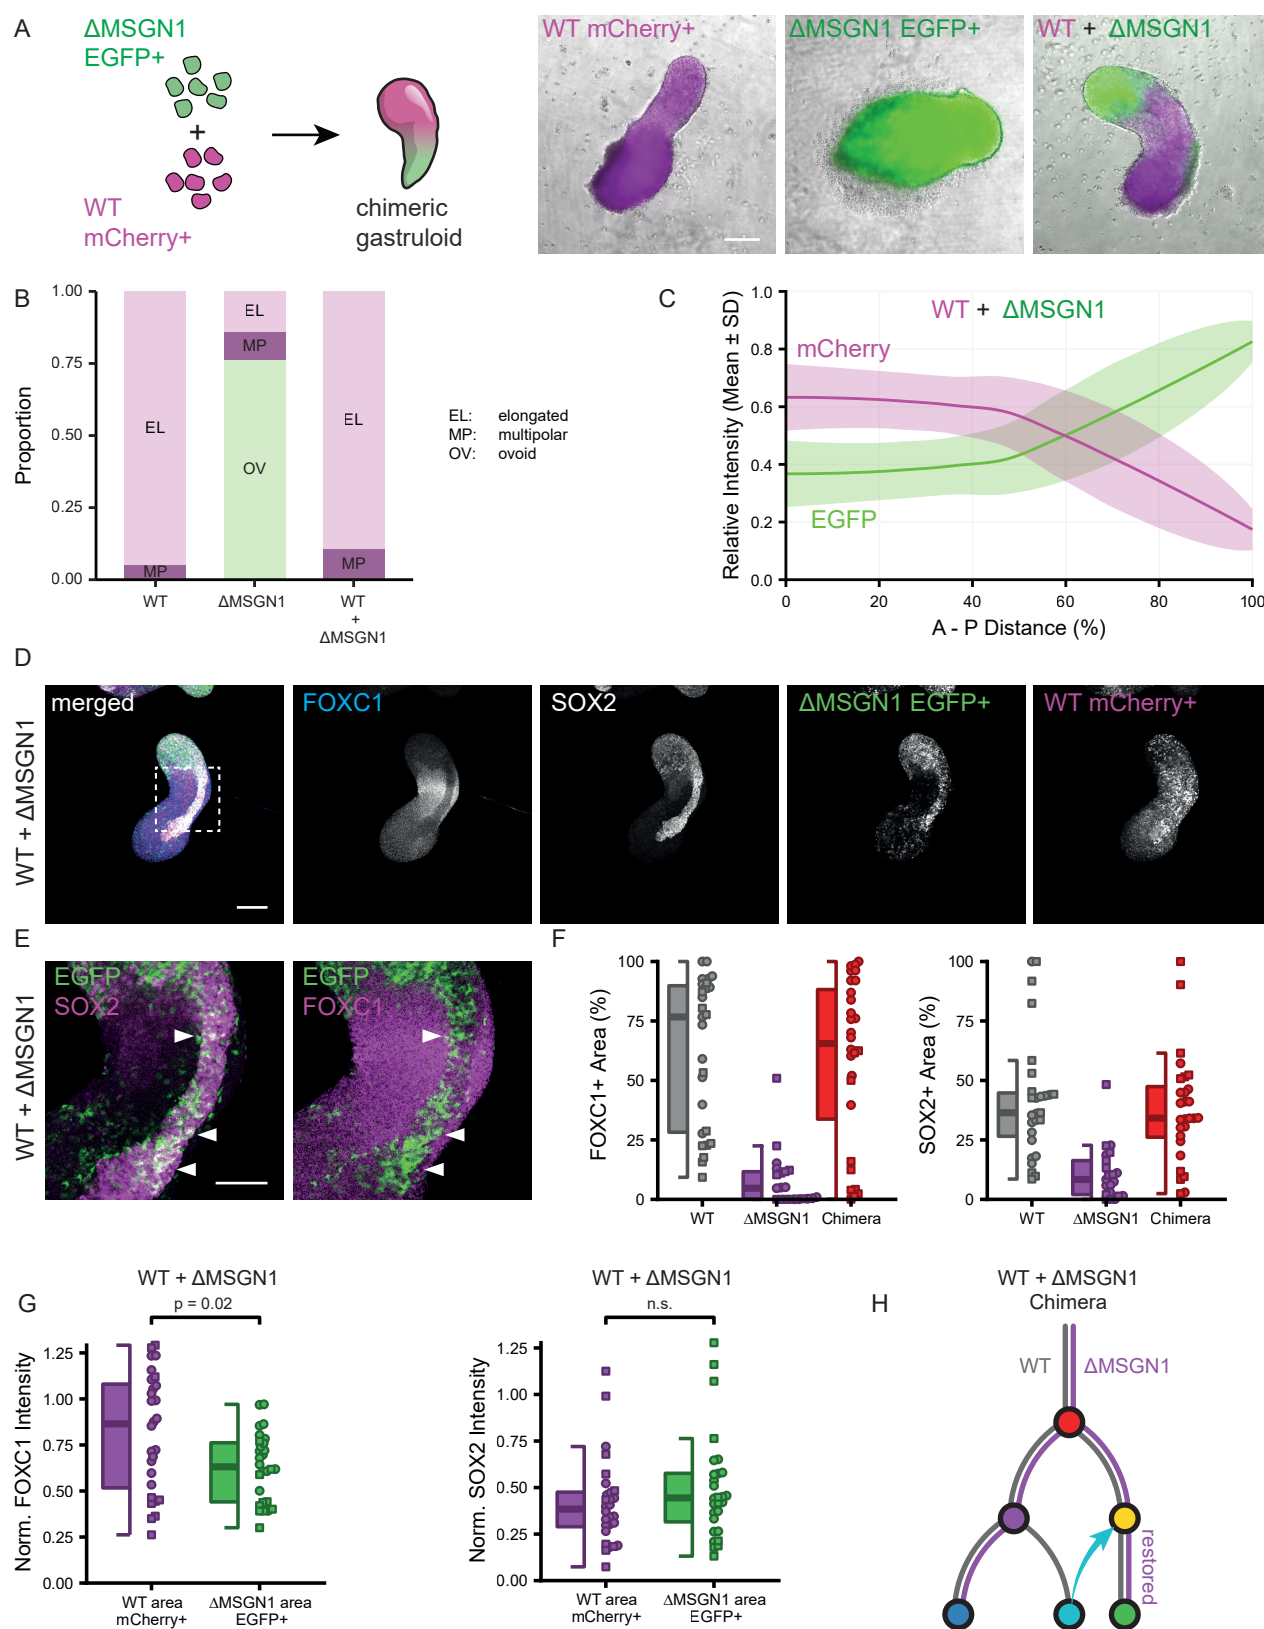 A
ΔMSGN1
EGFP+
+
WT
mCherry+
chimeric
gastruloid
WT mCherry+
ΔMSGN1 EGFP+
WT + ΔMSGN1
B
Proportion
1.00
0.75
0.50
0.25
0.00
EL
MP
EL
MP
OV
EL
MP
WT
ΔMSGN1
WT
+
ΔMSGN1
EL: elongated
MP: multipolar
OV: ovoid
C
Relative Intensity (Mean ± SD)
1.0
0.8
0.6
0.4
0.2
0.0
WT + ΔMSGN1
mCherry
EGFP
0 20 40 60 80 100
A - P Distance (%)
D
WT + ΔMSGN1
merged
FOXC1
SOX2
ΔMSGN1 EGFP+
WT mCherry+
E
WT + ΔMSGN1
EGFP
SOX2
EGFP
FOXC1
F
FOXC1+ Area (%)
100
75
50
25
0
WT ΔMSGN1 Chimera
SOX2+ Area (%)
100
75
50
25
0
WT ΔMSGN1 Chimera
G
WT + ΔMSGN1
p = 0.02
Norm. FOXC1 Intensity
1.25
1.00
0.75
0.50
0.25
0.00
WT area
mCherry+
ΔMSGN1 area
EGFP+
WT + ΔMSGN1
n.s.
Norm. SOX2 Intensity
1.25
1.00
0.75
0.50
0.25
0.00
WT area
mCherry+
ΔMSGN1 area
EGFP+
H
WT + ΔMSGN1
Chimera
WT
ΔMSGN1
restored